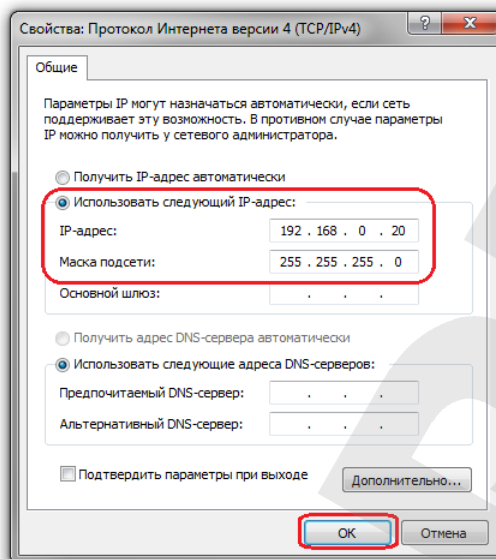 Свойства: Протокол Интернета версии 4 (TCP/IPv4)
Общие
Параметры IP могут назначаться автоматически, если сеть
поддерживает эту возможность. В противном случае параметры
IP можно получить у сетевого администратора.
Получить IP-адрес автоматически
Использовать следующий IP-адрес:
IP-адрес: 192 . 168 . 0 . 20
Маска подсети: 255 . 255 . 255 . 0
Основной шлюз: . . .
Получить адрес DNS-сервера автоматически
Использовать следующие адреса DNS-серверов:
Предпочитаемый DNS-сервер: . . .
Альтернативный DNS-сервер: . . .
Подтвердить параметры при выходе
Дополнительно...
ОК Отмена